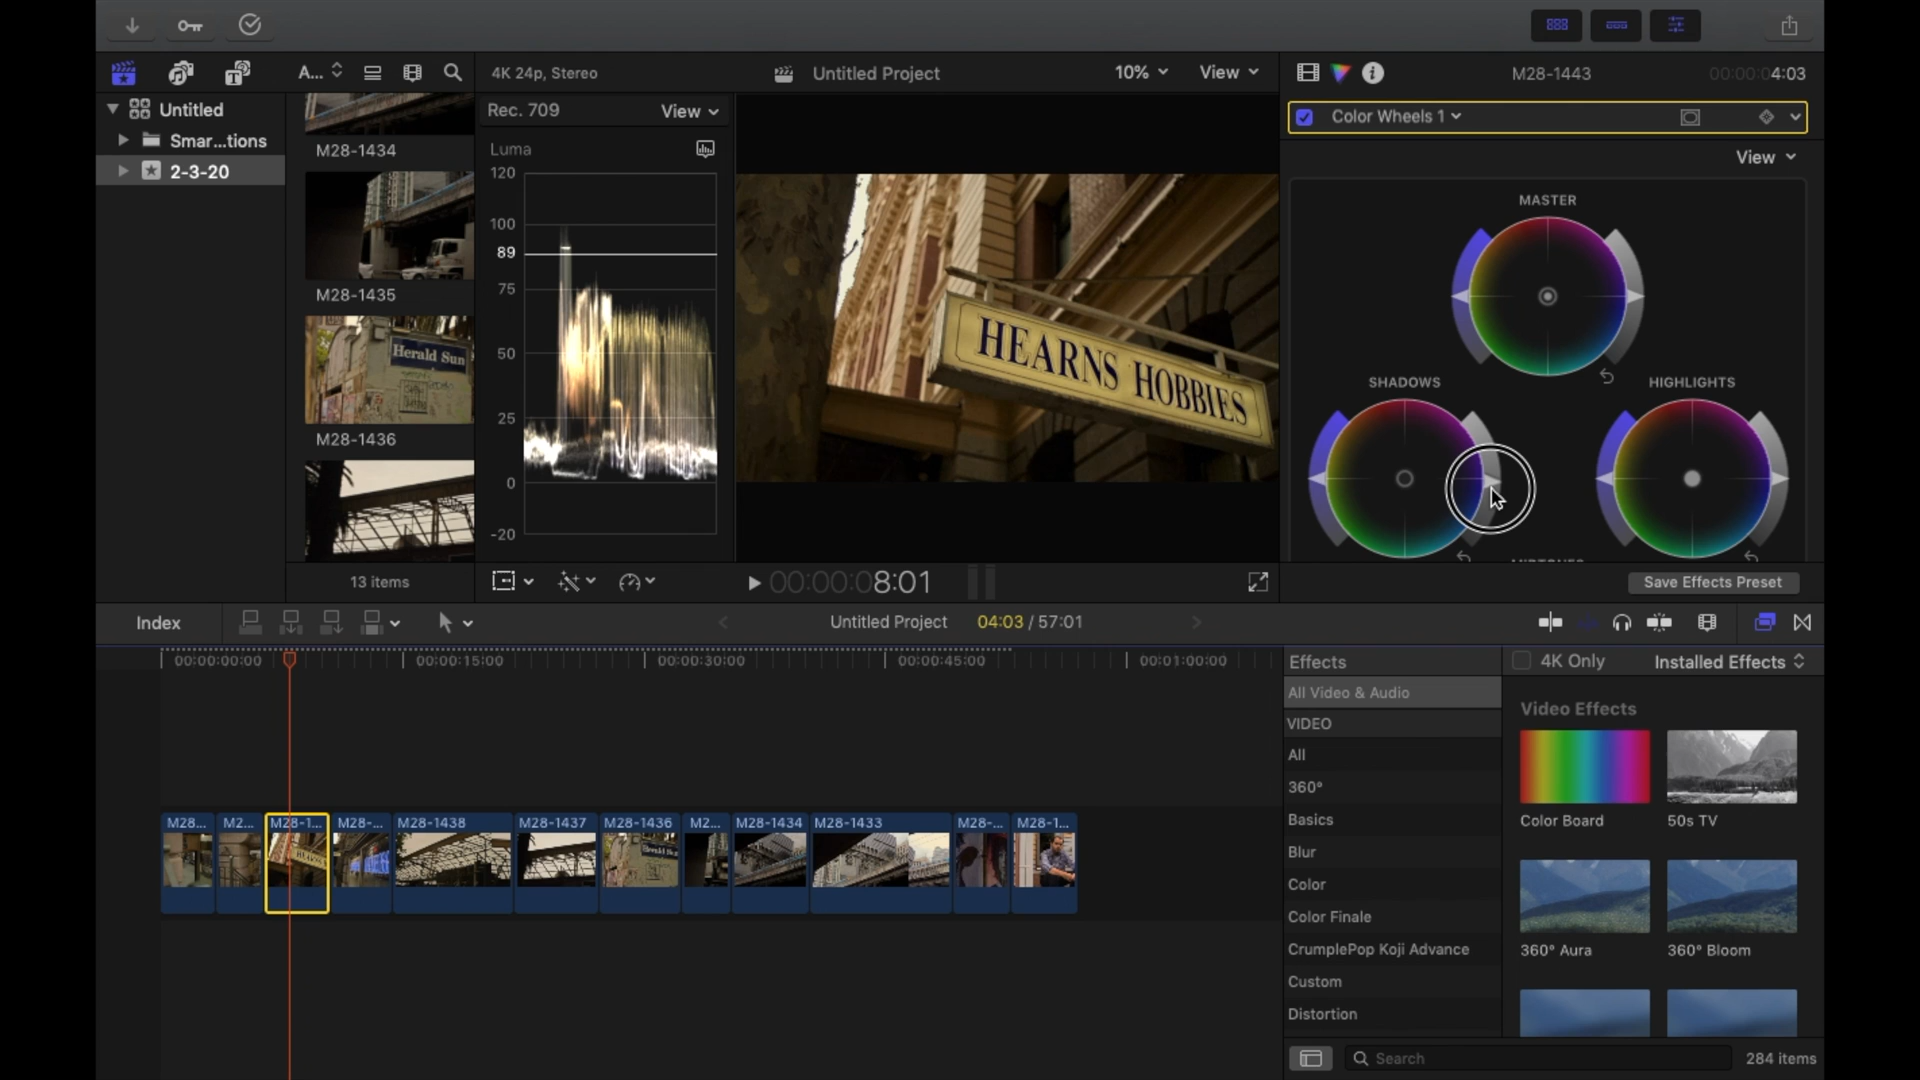 A...
4K 24p, Stereo
Untitled Project
10%
View
M28-1443
00:00:04:03
Untitled
Smar...tions
2-3-20
M28-1434
M28-1435
Herald Sun
M28-1436
13 items
Rec. 709
View
Luma
120
100
89
75
50
25
0
-20
HEARNS HOBBIES
00:00:08:01
Color Wheels 1
View
MASTER
SHADOWS
HIGHLIGHTS
MIDTONES
Save Effects Preset
Index
Untitled Project
04:03 / 57:01
00:00:00:00
00:00:15:00
00:00:30:00
00:00:45:00
00:01:00:00
M28...
M2...
M28-1...
M28-...
M28-1438
M28-1437
M28-1436
M2...
M28-1434
M28-1433
M28-...
M28-1...
Effects
4K Only
Installed Effects
All Video & Audio
VIDEO
All
360°
Basics
Blur
Color
Color Finale
CrumplePop Koji Advance
Custom
Distortion
Video Effects
Color Board
50s TV
360° Aura
360° Bloom
Search
284 items